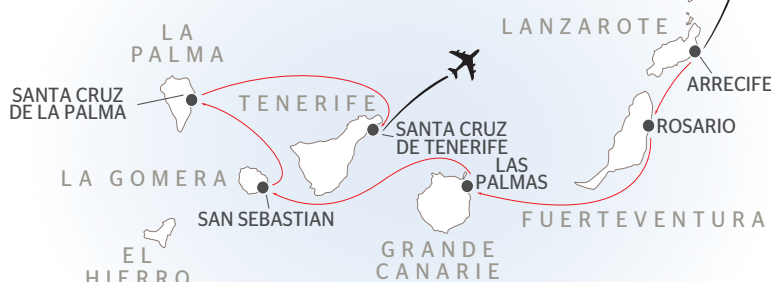 LA
PALMA
LANZAROTE
ARRECIFE
SANTA CRUZ
DE LA PALMA
TENERIFE
SANTA CRUZ
DE TENERIFE
ROSARIO
LAS
PALMAS
LA GOMERA
SAN SEBASTIAN
FUERTEVENTURA
EL
HIERRO
GRANDE
CANARIE